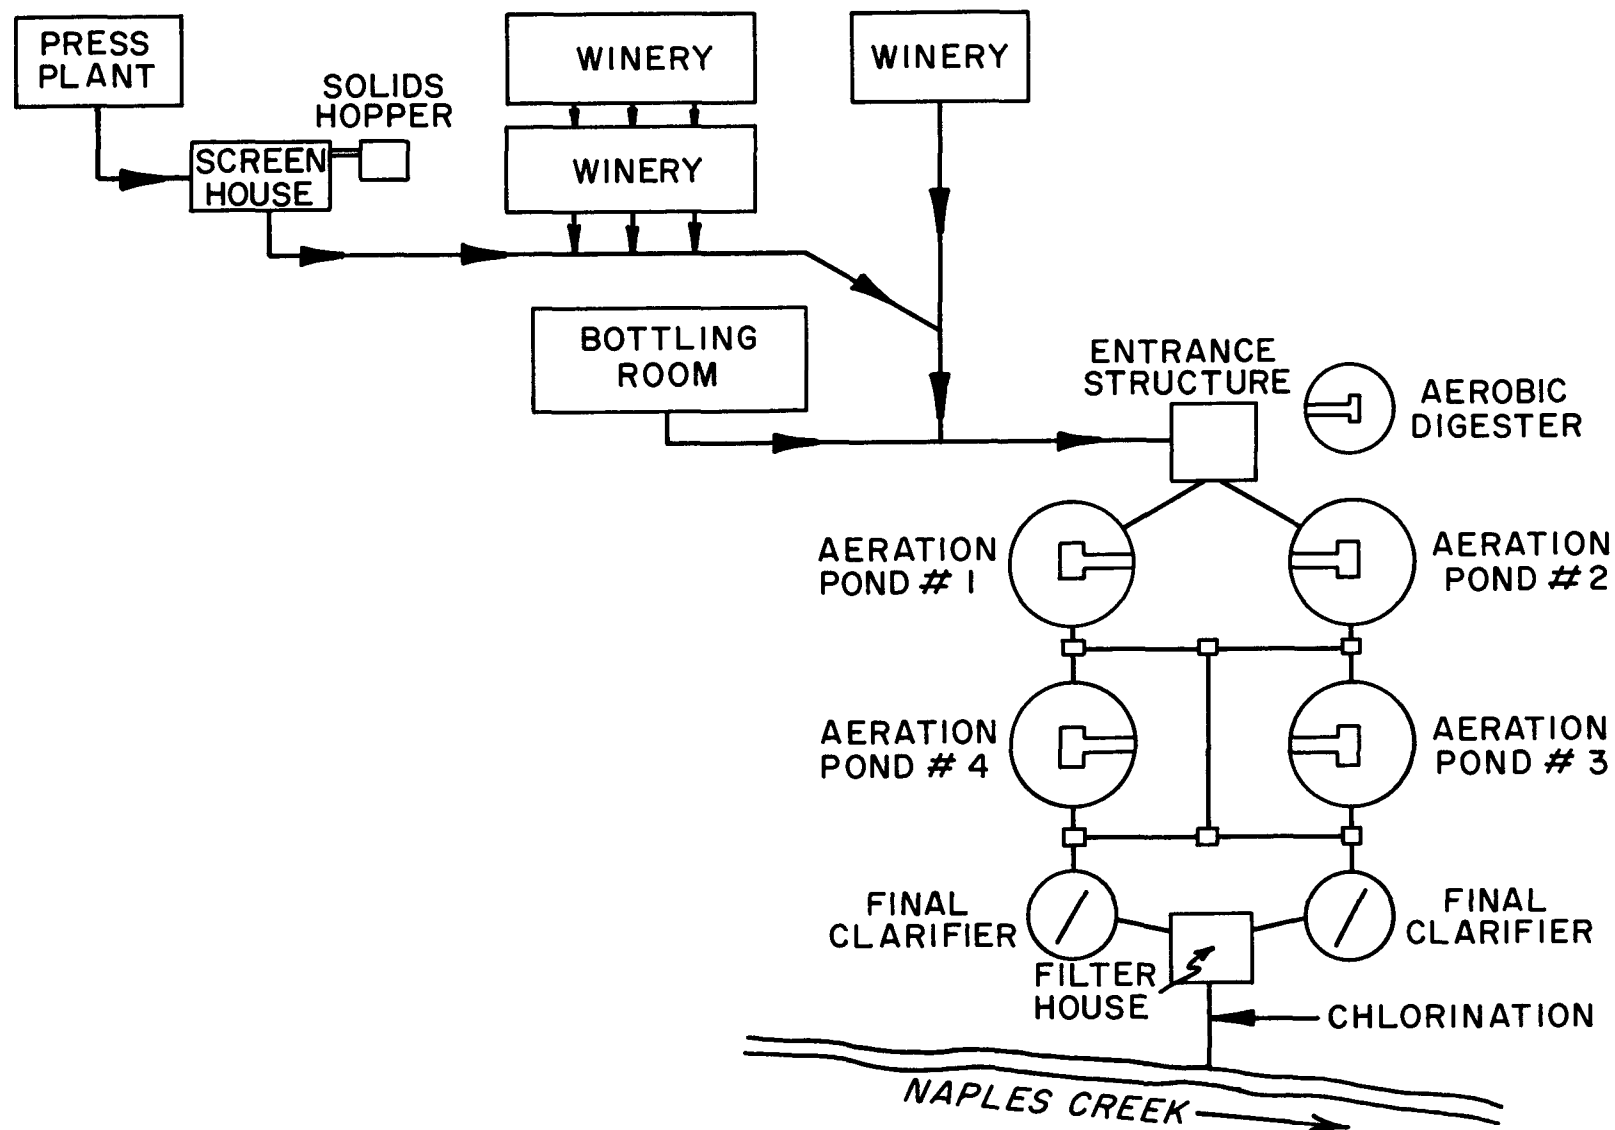 PRESS
PLANT
SOLIDS
HOPPER
WINERY
WINERY
SCREEN
HOUSE
WINERY
BOTTLING
ROOM
ENTRANCE
STRUCTURE
AEROBIC
DIGESTER
AERATION
POND # 1
AERATION
POND # 2
AERATION
POND # 4
AERATION
POND # 3
FINAL
CLARIFIER
FINAL
CLARIFIER
FILTER
HOUSE
CHLORINATION
NAPLES CREEK